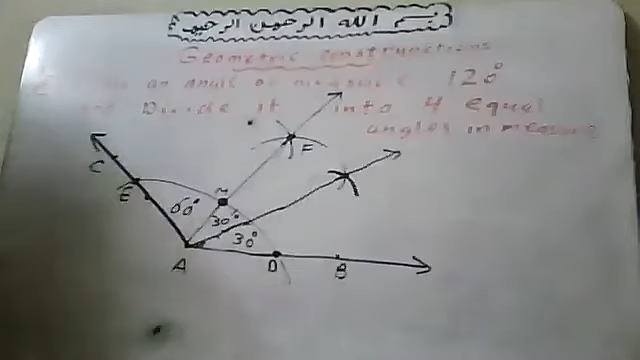 بسم الله الرحمن الرحيم
Geometric constructions
an angle of measure 120°
and Divide it into 4 equal
angles in measure
F
C
E
60°
M
30°
30°
A
D
B